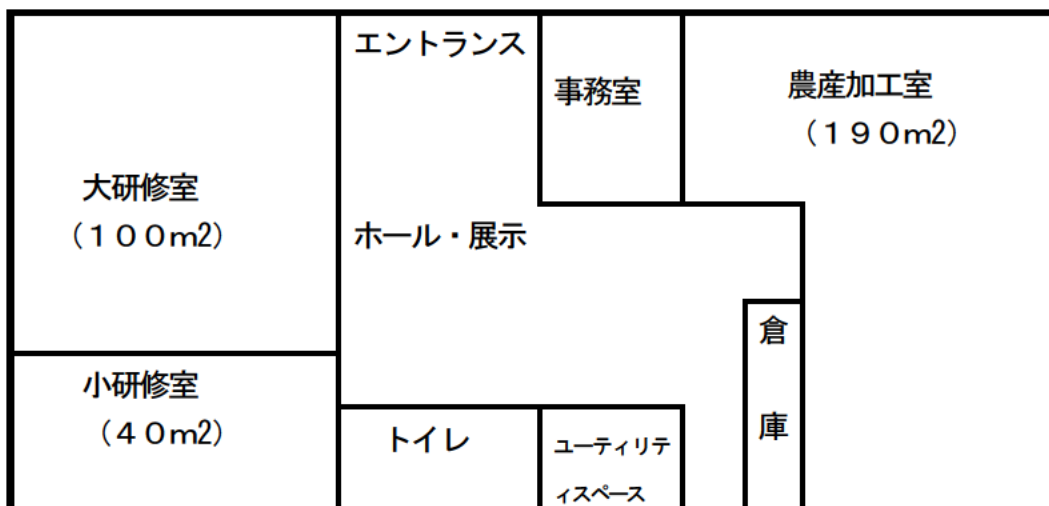 エントランス
事務室
農産加工室
（１９０m2）
大研修室
（１００m2）
ホール・展示
小研修室
（４０m2）
トイレ
ユーティリテ
ィスペース
倉
庫